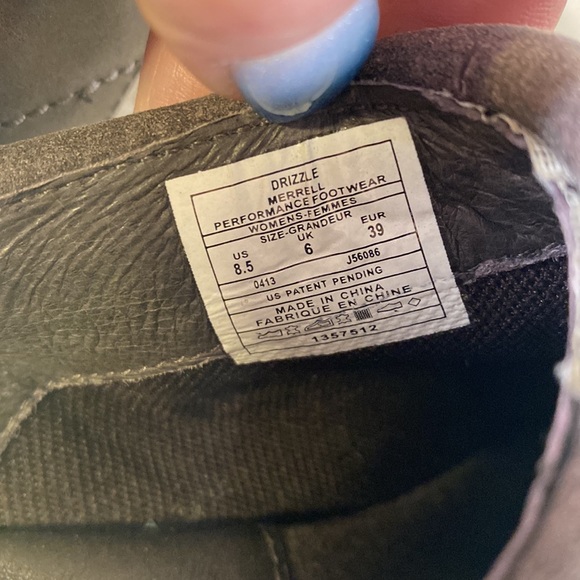 DRIZZLE
MERRELL
PERFORMANCE FOOTWEAR
WOMENS-FEMMES
SIZE-GRANDEUR
US UK EUR
8.5 6 39
0413 J56086
US PATENT PENDING
MADE IN CHINA
FABRIQUE EN CHINE
1357512